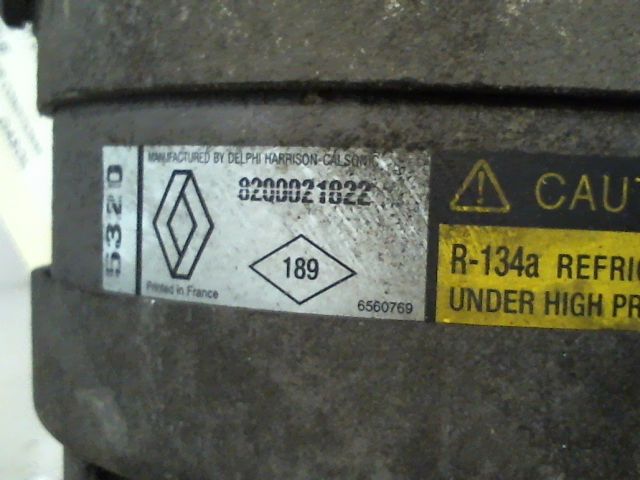 5320
MANUFACTURED BY DELPHI HARRISON-CALSONIC
8200021822
189
Printed in France
6560769
CAUT
R-134a REFRIG
UNDER HIGH PR